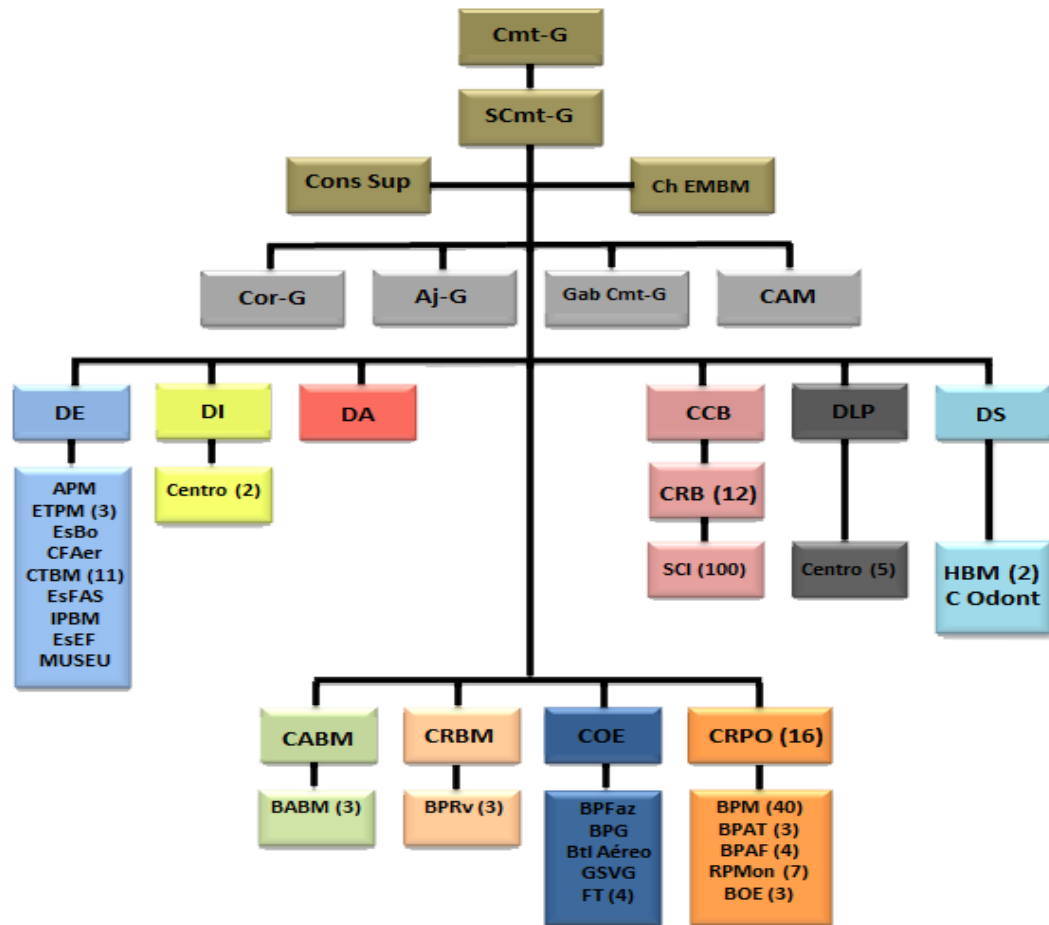 Cmt-G
SCmt-G
Cons Sup
Ch EMBM
Cor-G
Aj-G
Gab Cmt-G
CAM
DE
DI
DA
CCB
DLP
DS
APM
ETPM (3)
EsBo
CFAer
CTBM (11)
EsFAS
IPBM
EsEF
MUSEU
Centro (2)
CRB (12)
SCI (100)
Centro (5)
HBM (2)
C Odont
CABM
CRBM
COE
CRPO (16)
BABM (3)
BPRv (3)
BPFaz
BPG
Btl Aéreo
GSVG
FT (4)
BPM (40)
BPAT (3)
BPAF (4)
RPMon (7)
BOE (3)